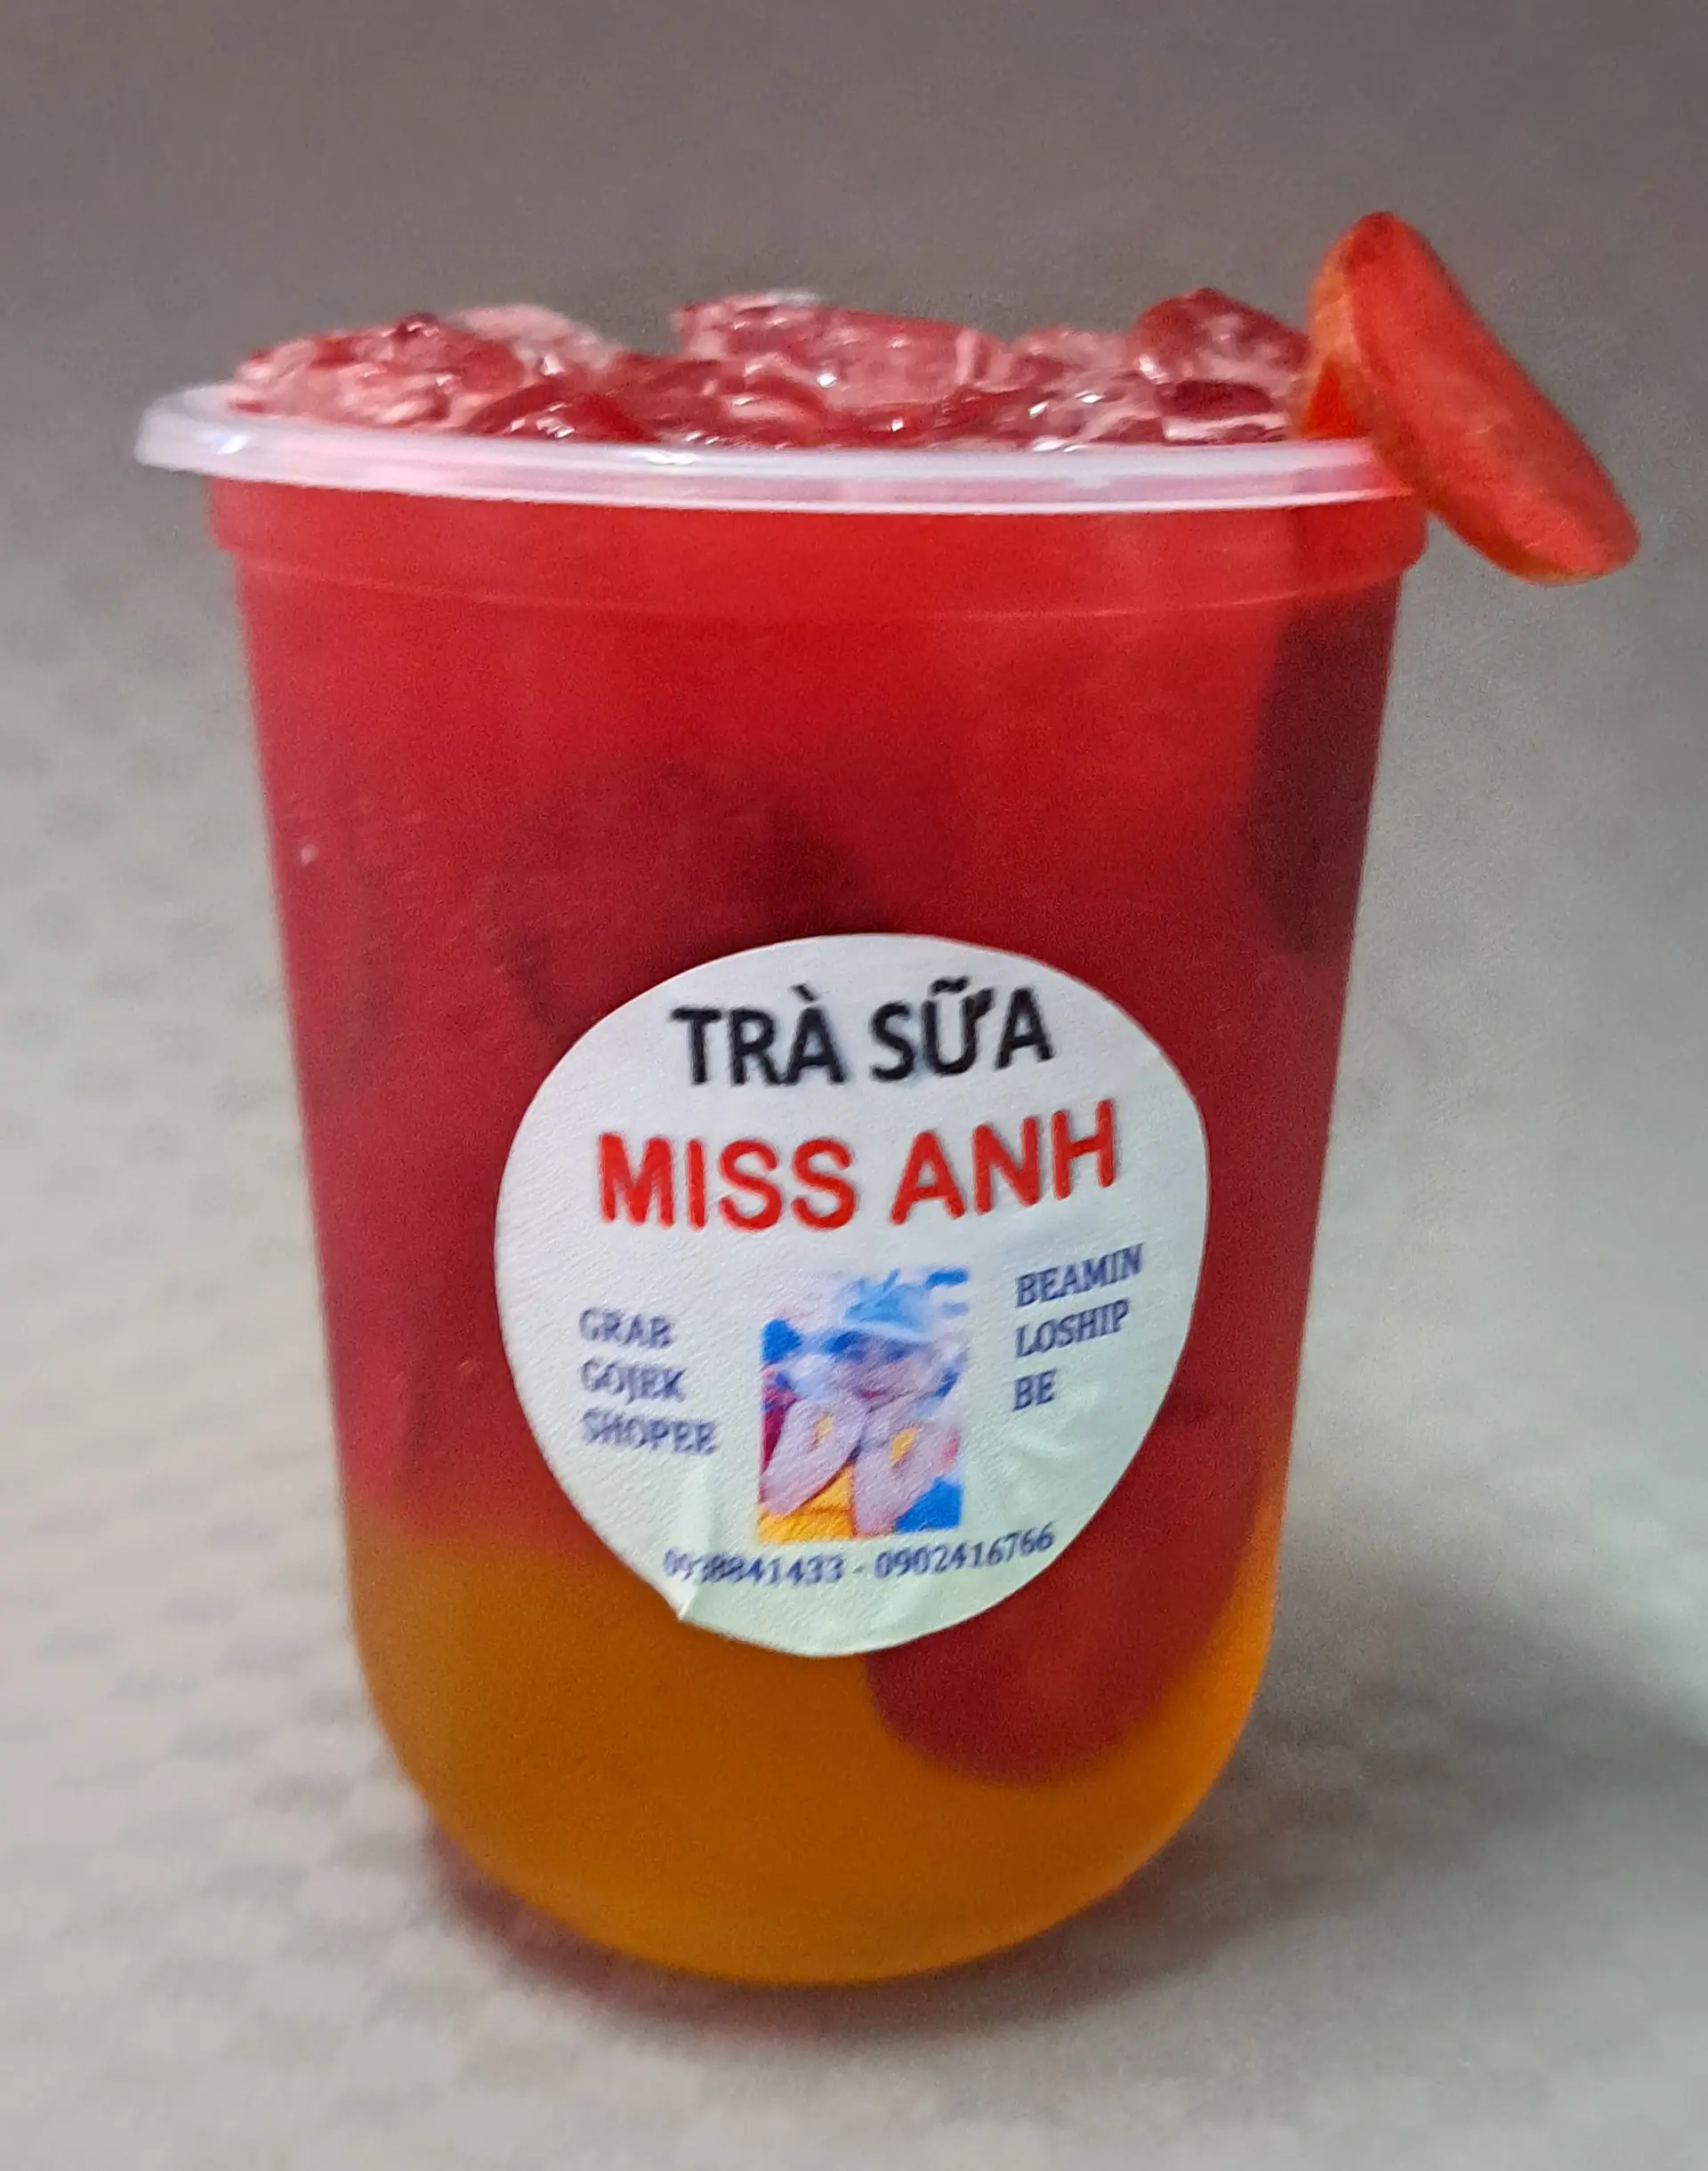 TRÀ SỮA
MISS ANH
GRAB
GOJEK
SHOPEE
BEAMIN
LOSHIP
BE
0938841433 - 0902416766